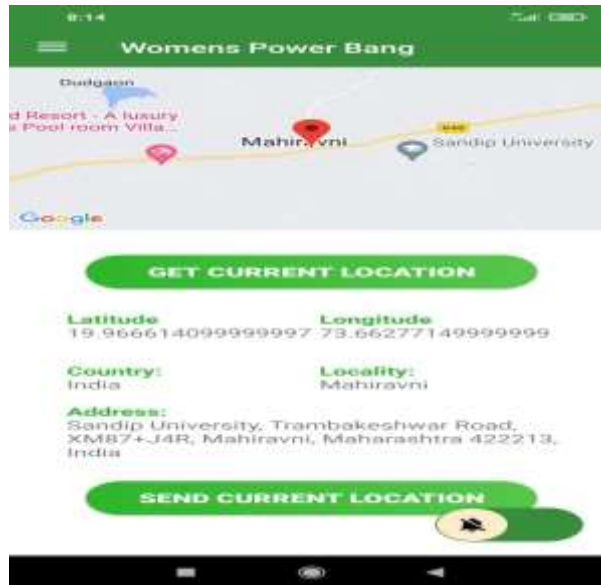 8:14
Womens Power Bang
Dudgaon
d Resort - A luxury
a Pool room Villa...
Mahiravni
Sandip University
Google
GET CURRENT LOCATION
Latitude
Longitude
19.966614099999997 73.66277149999999
Country:
Locality:
India
Mahiravni
Address:
Sandip University, Trambakeshwar Road,
XM87+J4R, Mahiravni, Maharashtra 422213,
India
SEND CURRENT LOCATION